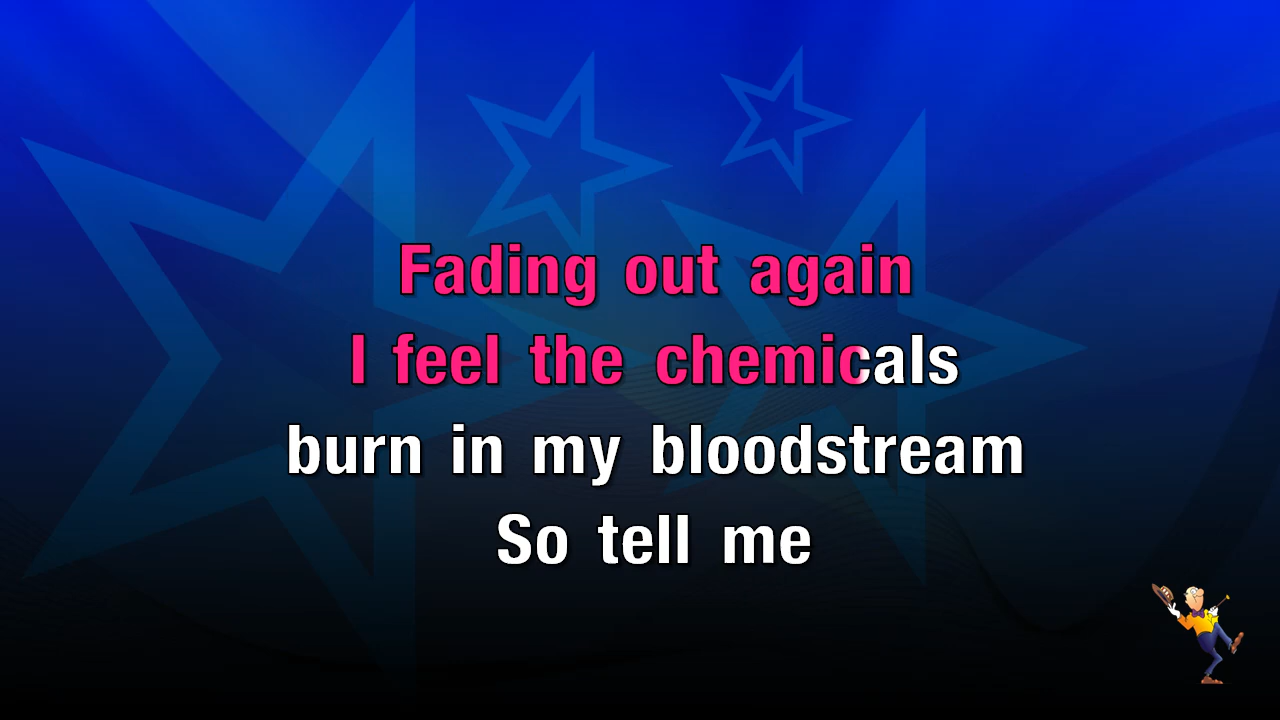 Fading out again
I feel the chemicals
burn in my bloodstream
So tell me